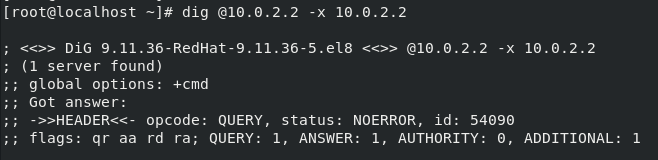 [root@localhost ~]# dig @10.0.2.2 -x 10.0.2.2
; <<>> DiG 9.11.36-RedHat-9.11.36-5.el8 <<>> @10.0.2.2 -x 10.0.2.2
; (1 server found)
;; global options: +cmd
;; Got answer:
;; ->>HEADER<<- opcode: QUERY, status: NOERROR, id: 54090
;; flags: qr aa rd ra; QUERY: 1, ANSWER: 1, AUTHORITY: 0, ADDITIONAL: 1